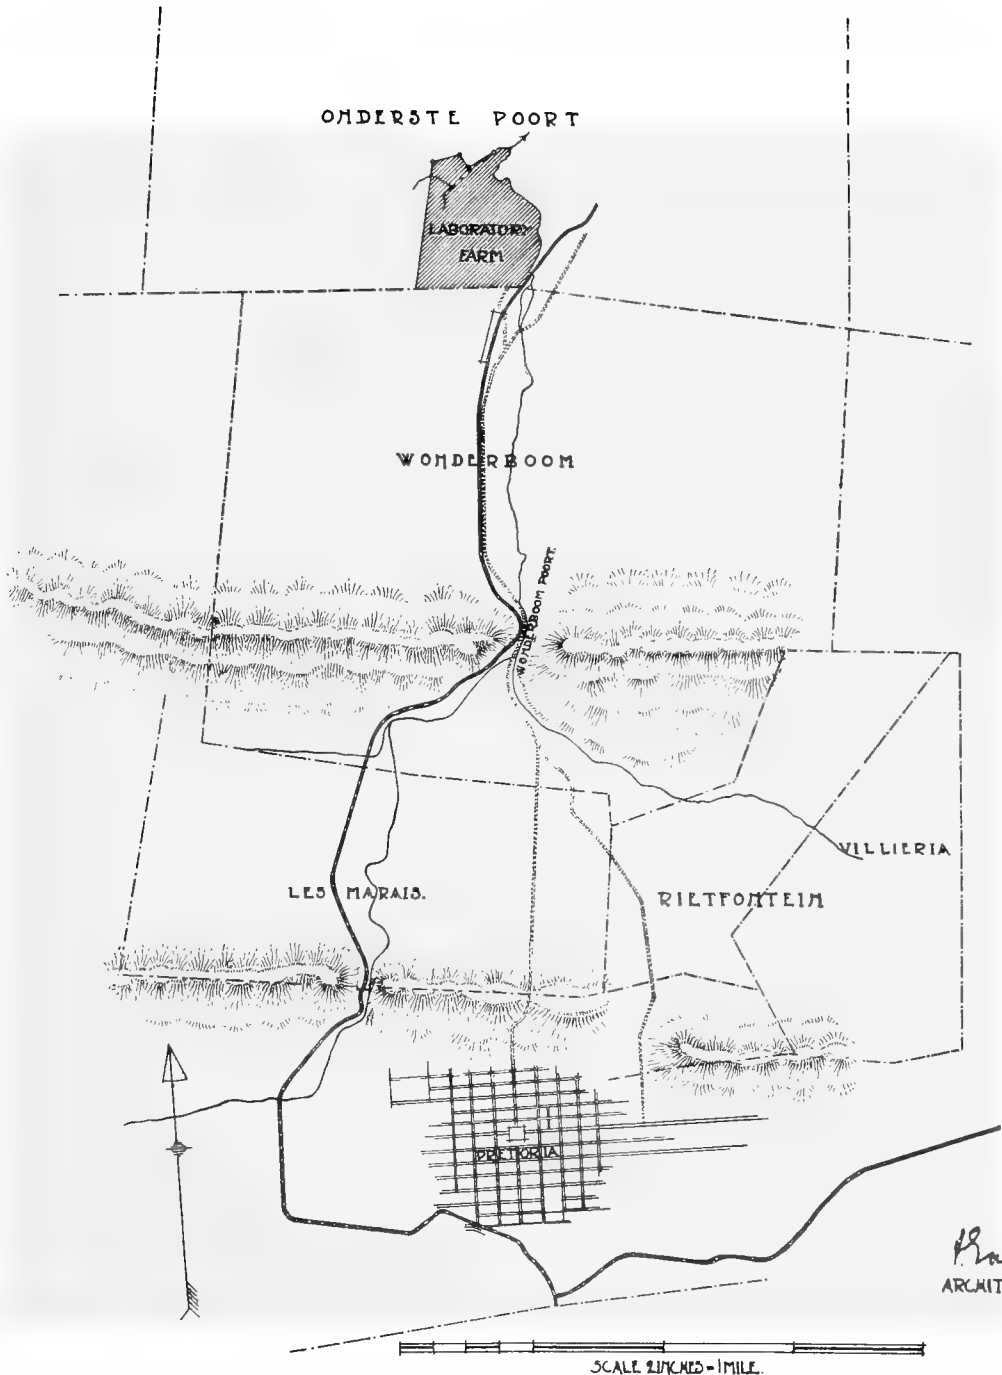 ONDERSTE POORT
LABORATORY
FARM
WONDERBOOM
WONDERBOOM POORT.
VILLIERIA
LES MARAIS.
RIETFONTEIN
PRETORIA
ARCHIT
SCALE 2 INCHES = 1 MILE.